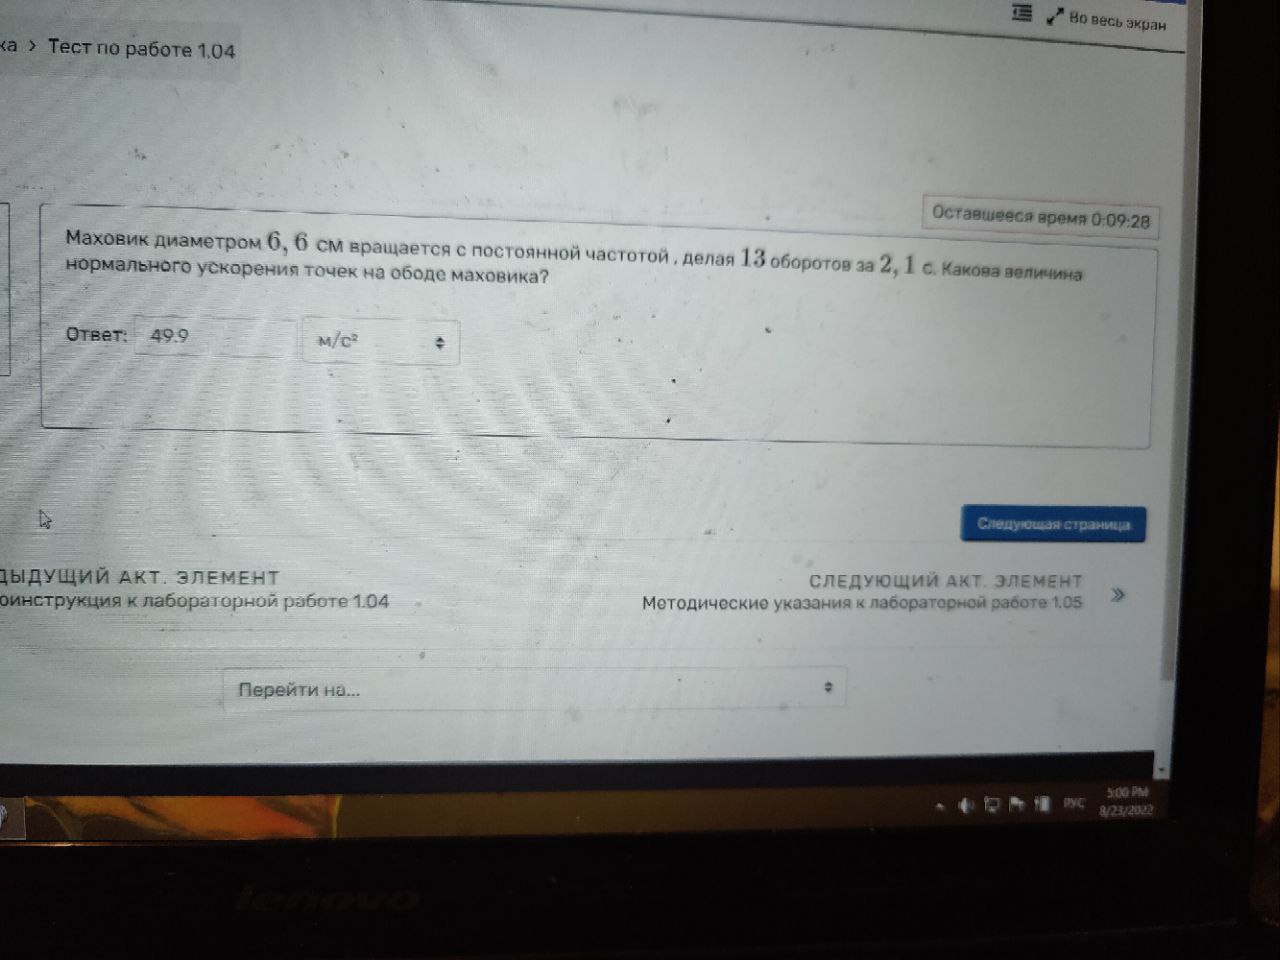 ка > Тест по работе 1.04
Во весь экран
Оставшееся время 0:09:28
Маховик диаметром 6, 6 см вращается с постоянной частотой , делая 13 оборотов за 2, 1 с. Какова величина
нормального ускорения точек на ободе маховика?
Ответ: 49.9 м/с²
Следующая страница
ДЫДУЩИЙ АКТ. ЭЛЕМЕНТ
оинструкция к лабораторной работе 1.04
СЛЕДУЮЩИЙ АКТ. ЭЛЕМЕНТ
Методические указания к лабораторной работе 1.05
Перейти на...
РУС
5:00 PM
8/23/2022
lenovo